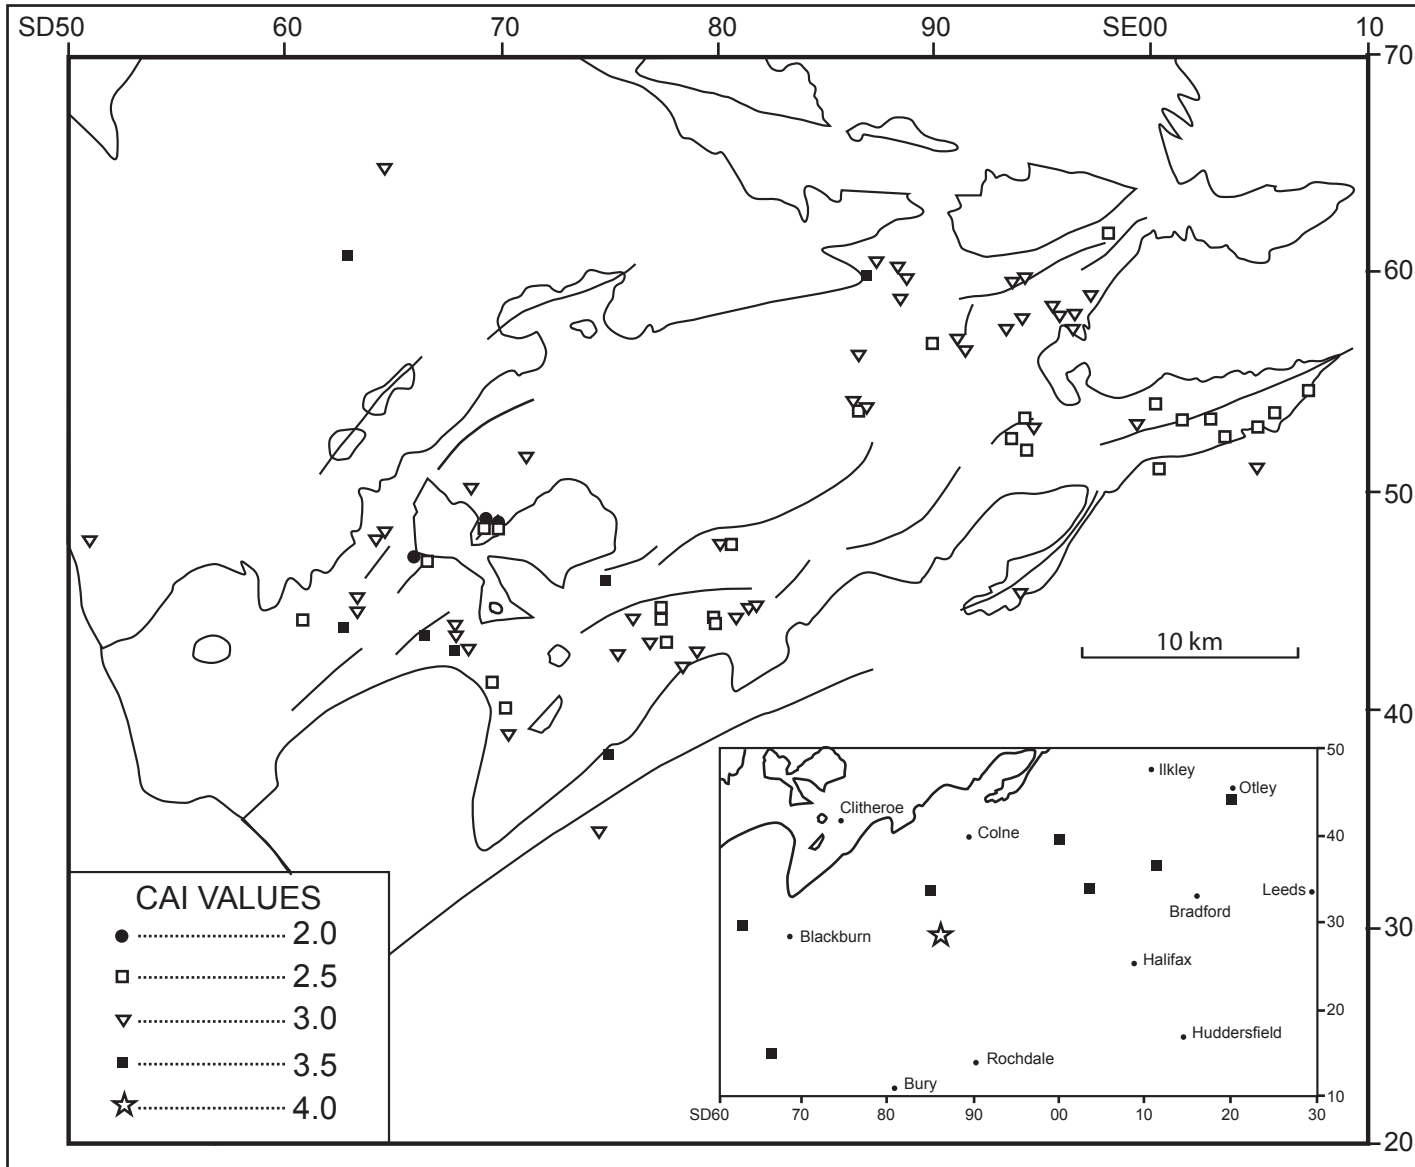 SD50 60 70 80 90 SE00 10
70
60
50
40
30
20
10 km
CAI VALUES
2.0
2.5
3.0
3.5
4.0
50
40
30
20
10
Ilkley
Otley
Clitheroe
Colne
Leeds
Bradford
Blackburn
Halifax
Huddersfield
Rochdale
Bury
SD60 70 80 90 00 10 20 30